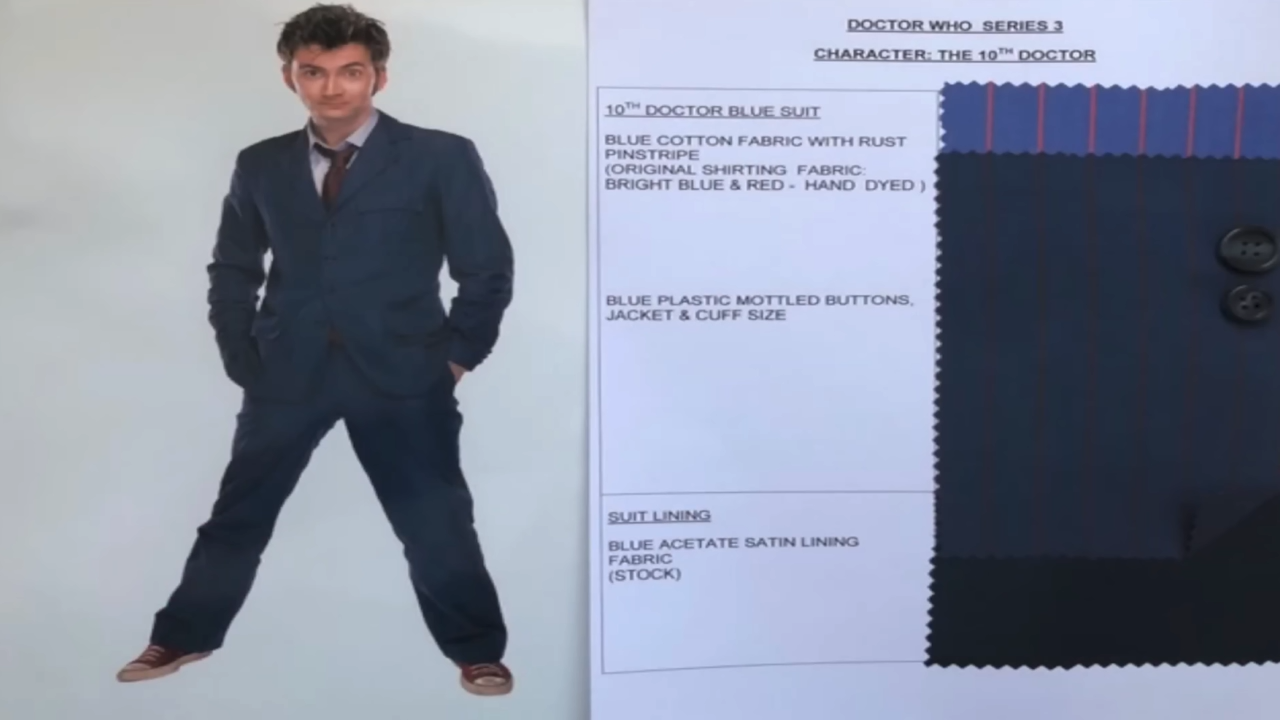 DOCTOR WHO SERIES 3
CHARACTER: THE 10TH DOCTOR
10TH DOCTOR BLUE SUIT
BLUE COTTON FABRIC WITH RUST
PINSTRIPE
(ORIGINAL SHIRTING FABRIC:
BRIGHT BLUE & RED - HAND DYED )
BLUE PLASTIC MOTTLED BUTTONS,
JACKET & CUFF SIZE
SUIT LINING
BLUE ACETATE SATIN LINING
FABRIC
(STOCK)